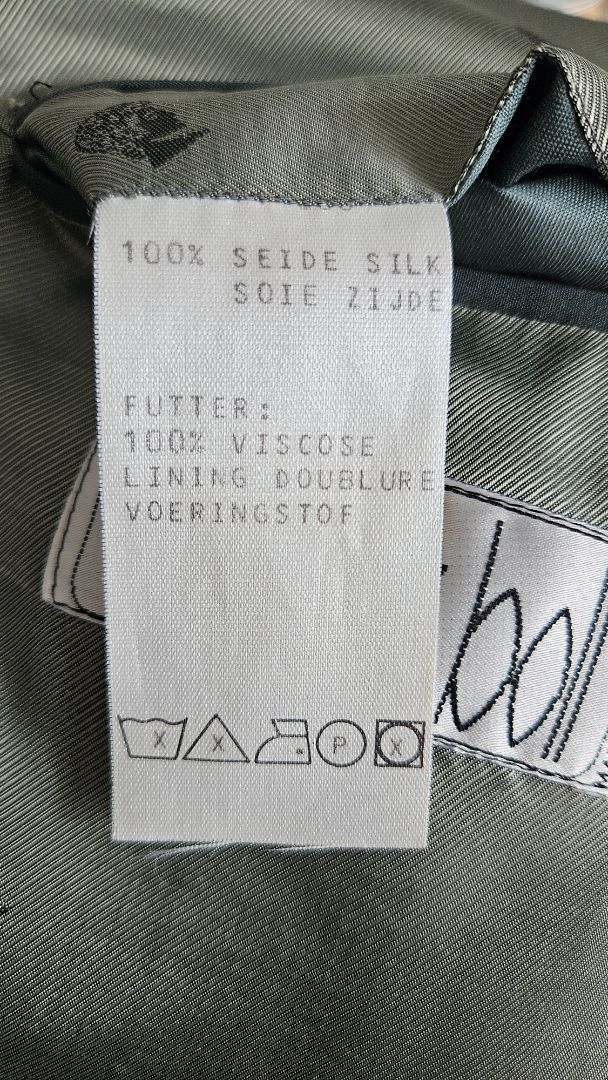 100% SEIDE SILK
SOIE ZIJDE
FUTTER:
100% VISCOSE
LINING DOUBLURE
VOERINGSTOF
X X P X